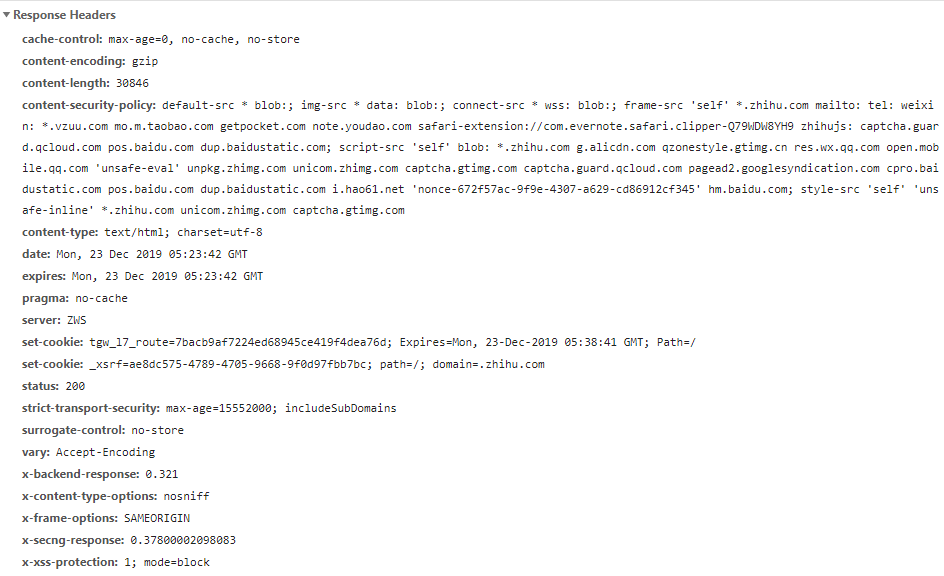 Response Headers
cache-control: max-age=0, no-cache, no-store
content-encoding: gzip
content-length: 30846
content-security-policy: default-src * blob:; img-src * data: blob:; connect-src * wss: blob:; frame-src 'self' *.zhihu.com mailto: tel: weixi
n: *.vzuu.com mo.m.taobao.com getpocket.com note.youdao.com safari-extension://com.evernote.safari.clipper-Q79WDW8YH9 zhihujs: captcha.guar
d.qcloud.com pos.baidu.com dup.baidustatic.com; script-src 'self' blob: *.zhihu.com g.alicdn.com qzonestyle.gtimg.cn res.wx.qq.com open.mob
ile.qq.com 'unsafe-eval' unpkg.zhimg.com unicom.zhimg.com captcha.gtimg.com captcha.guard.qcloud.com pagead2.googlesyndication.com cpro.bai
dustatic.com pos.baidu.com dup.baidustatic.com i.hao61.net 'nonce-672f57ac-9f9e-4307-a629-cd86912cf345' hm.baidu.com; style-src 'self' 'uns
afe-inline' *.zhihu.com unicom.zhimg.com captcha.gtimg.com
content-type: text/html; charset=utf-8
date: Mon, 23 Dec 2019 05:23:42 GMT
expires: Mon, 23 Dec 2019 05:23:42 GMT
pragma: no-cache
server: ZWS
set-cookie: tgw_l7_route=7bacb9af7224ed68945ce419f4dea76d; Expires=Mon, 23-Dec-2019 05:38:41 GMT; Path=/
set-cookie: _xsrf=ae8dc575-4789-4705-9668-9f0d97fbb7bc; path=/; domain=.zhihu.com
status: 200
strict-transport-security: max-age=15552000; includeSubDomains
surrogate-control: no-store
vary: Accept-Encoding
x-backend-response: 0.321
x-content-type-options: nosniff
x-frame-options: SAMEORIGIN
x-secng-response: 0.37800002098083
x-xss-protection: 1; mode=block